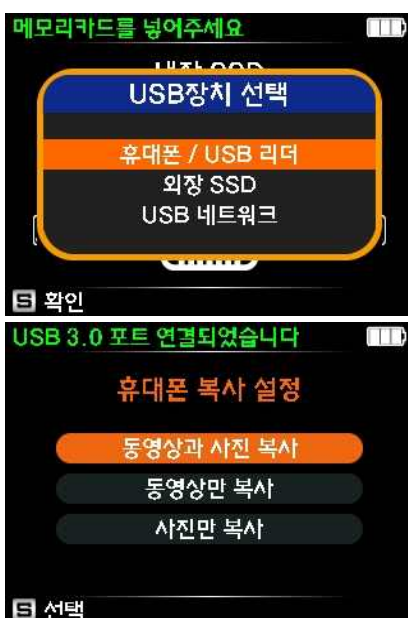 메모리카드를 넣어주세요
USB장치 선택
휴대폰 / USB 리더
외장 SSD
USB 네트워크
S 확인
USB 3.0 포트 연결되었습니다
휴대폰 복사 설정
동영상과 사진 복사
동영상만 복사
사진만 복사
S 선택